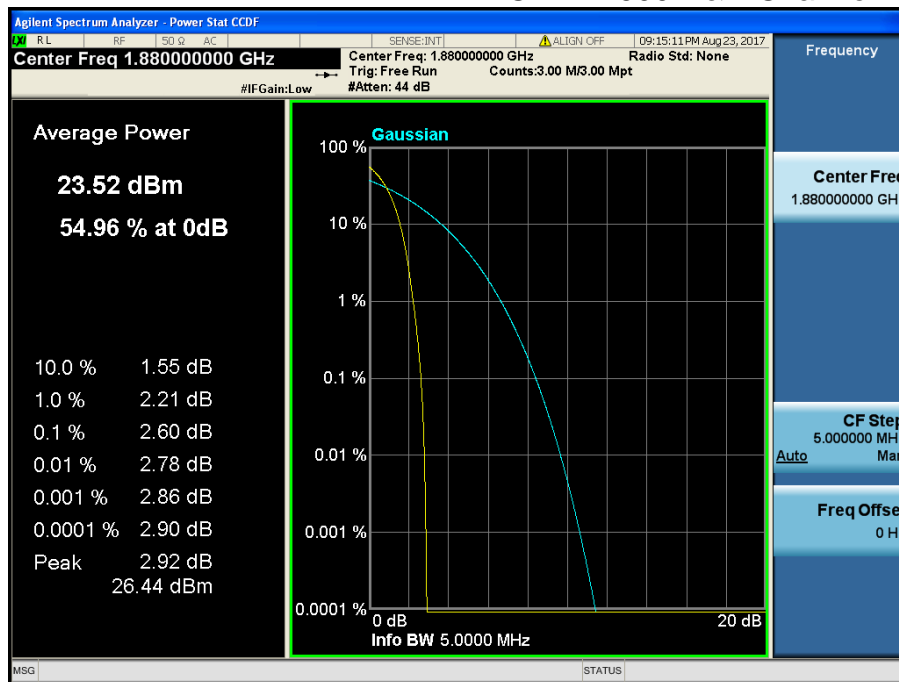 Agilent Spectrum Analyzer - Power Stat CCDF
LXI RL RF 50 Ω AC SENSE:INT ALIGN OFF 09:15:11 PM Aug 23, 2017
Center Freq 1.880000000 GHz
Center Freq: 1.880000000 GHz Radio Std: None
Trig: Free Run Counts:3.00 M/3.00 Mpt
#IFGain:Low #Atten: 44 dB
Average Power
23.52 dBm
54.96 % at 0dB
10.0 % 1.55 dB
1.0 % 2.21 dB
0.1 % 2.60 dB
0.01 % 2.78 dB
0.001 % 2.86 dB
0.0001 % 2.90 dB
Peak 2.92 dB
26.44 dBm
Gaussian
100 %
10 %
1 %
0.1 %
0.01 %
0.001 %
0.0001 %
0 dB 20 dB
Info BW 5.0000 MHz
Frequency
Center Fre
1.880000000 GH
CF Step
5.000000 MH
Auto Ma
Freq Offse
0 H
MSG STATUS